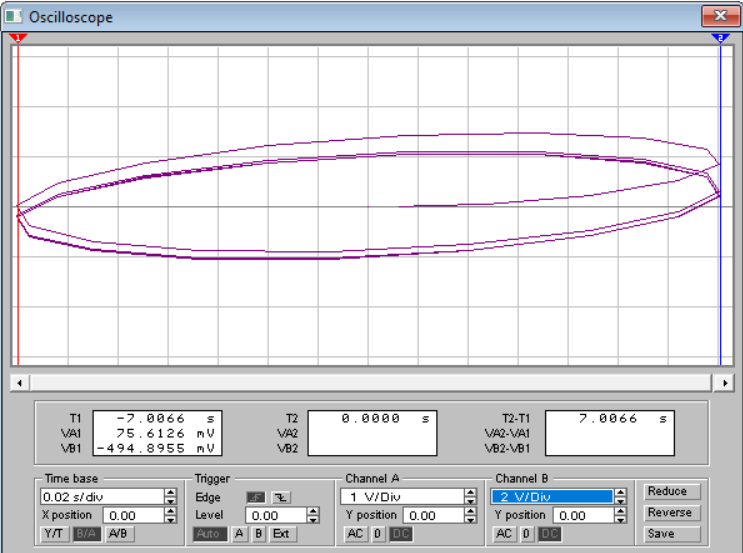 Oscilloscope
1 2
T1 -7.0066 s T2 0.0000 s T2-T1 7.0066 s
VA1 75.6126 mV VA2 VA2-VA1
VB1 -494.8955 mV VB2 VB2-VB1
Time base Trigger Channel A Channel B
0.02 s/div Edge 1 V/Div 2 V/Div Reduce
X position 0.00 Level 0.00 Y position 0.00 Y position 0.00 Reverse
Y/T B/A A/B Auto A B Ext AC 0 DC AC 0 DC Save